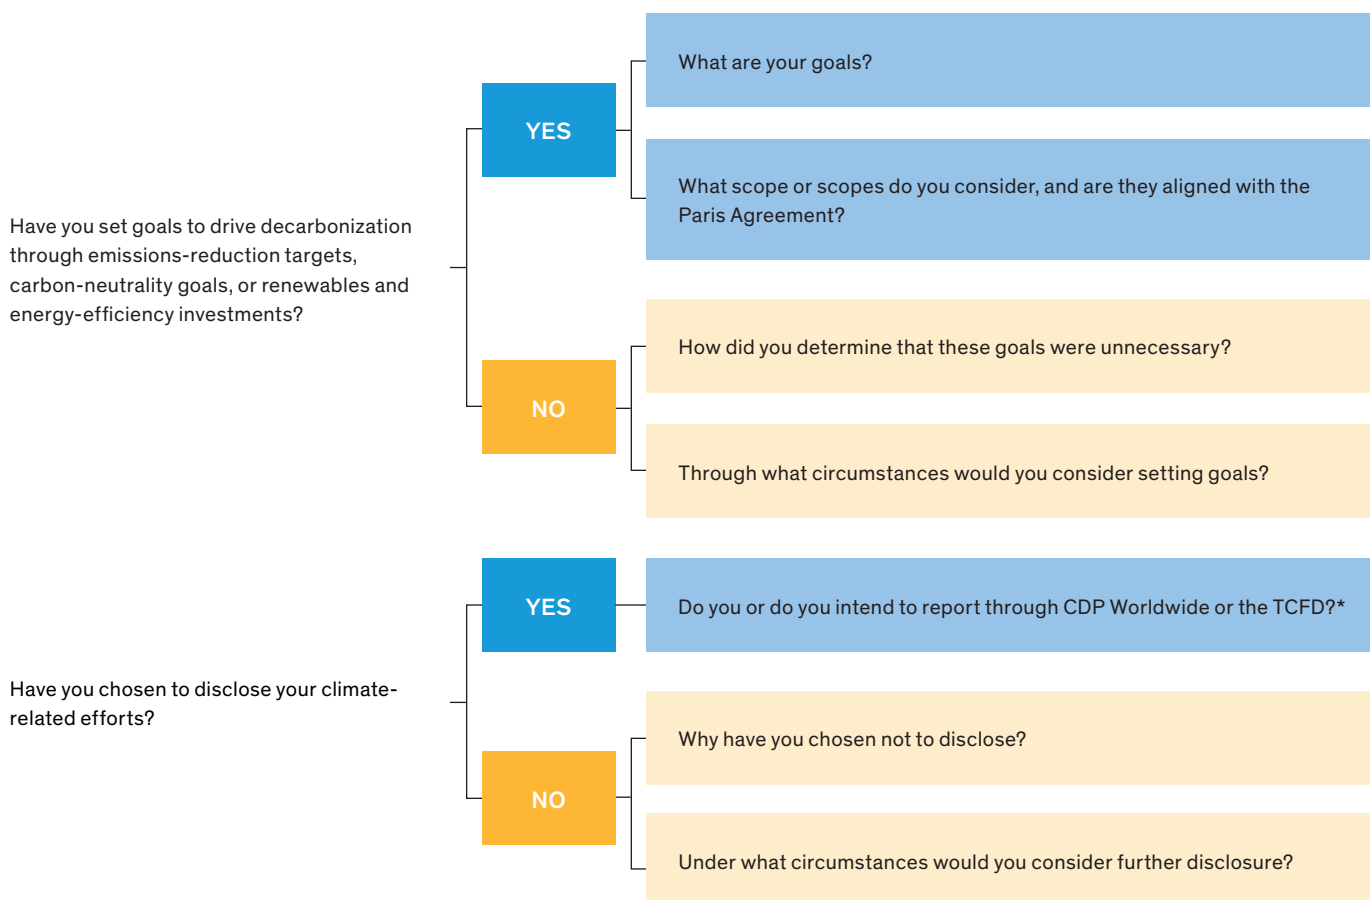 Have you set goals to drive decarbonization
through emissions-reduction targets,
carbon-neutrality goals, or renewables and
energy-efficiency investments?
YES
What are your goals?
What scope or scopes do you consider, and are they aligned with the
Paris Agreement?
NO
How did you determine that these goals were unnecessary?
Through what circumstances would you consider setting goals?
Have you chosen to disclose your climate-
related efforts?
YES
Do you or do you intend to report through CDP Worldwide or the TCFD?*
NO
Why have you chosen not to disclose?
Under what circumstances would you consider further disclosure?